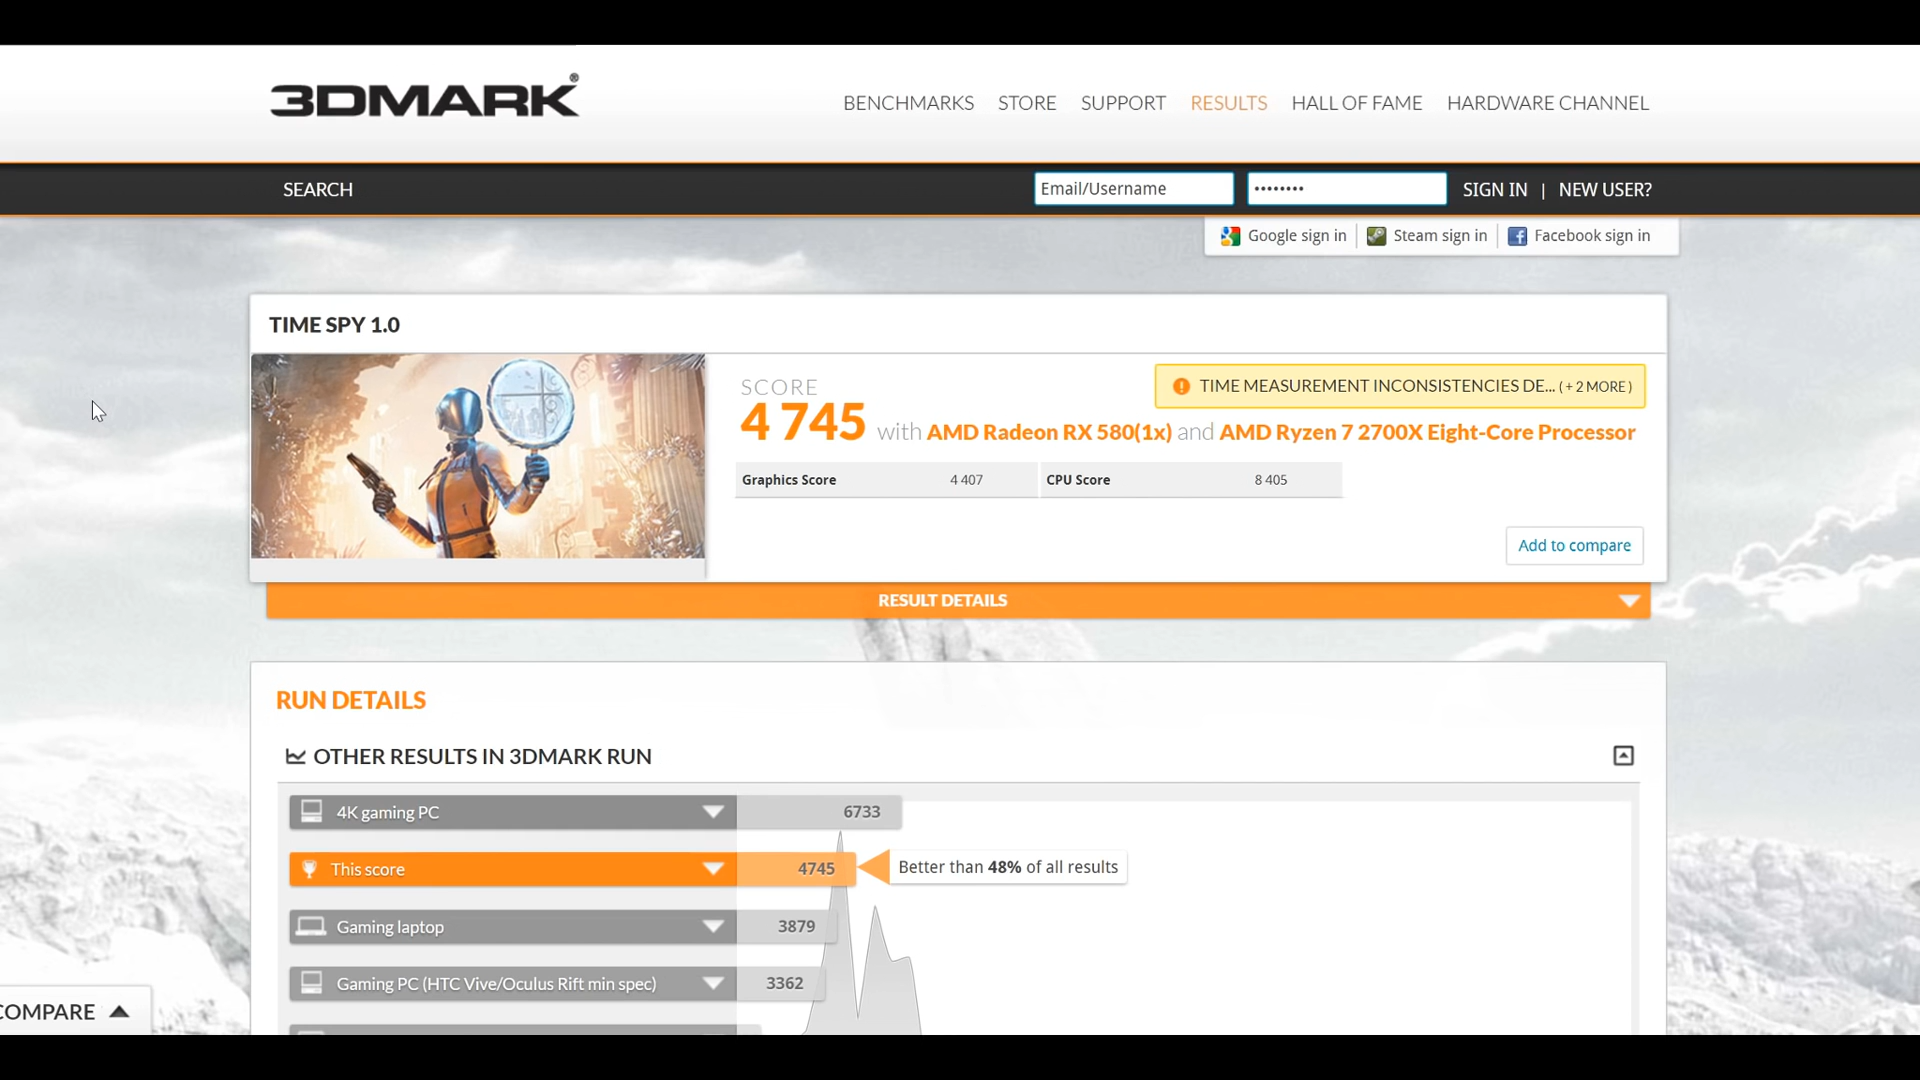 3DMARK®
BENCHMARKS STORE SUPPORT RESULTS HALL OF FAME HARDWARE CHANNEL
SEARCH Email/Username •••••••• SIGN IN | NEW USER?
Google sign in Steam sign in Facebook sign in
TIME SPY 1.0
SCORE
TIME MEASUREMENT INCONSISTENCIES DE... ( + 2 MORE )
4 745 with AMD Radeon RX 580(1x) and AMD Ryzen 7 2700X Eight-Core Processor
Graphics Score 4 407 CPU Score 8 405
Add to compare
RESULT DETAILS
RUN DETAILS
OTHER RESULTS IN 3DMARK RUN
4K gaming PC 6733
This score 4745 Better than 48% of all results
Gaming laptop 3879
Gaming PC (HTC Vive/Oculus Rift min spec) 3362
COMPARE